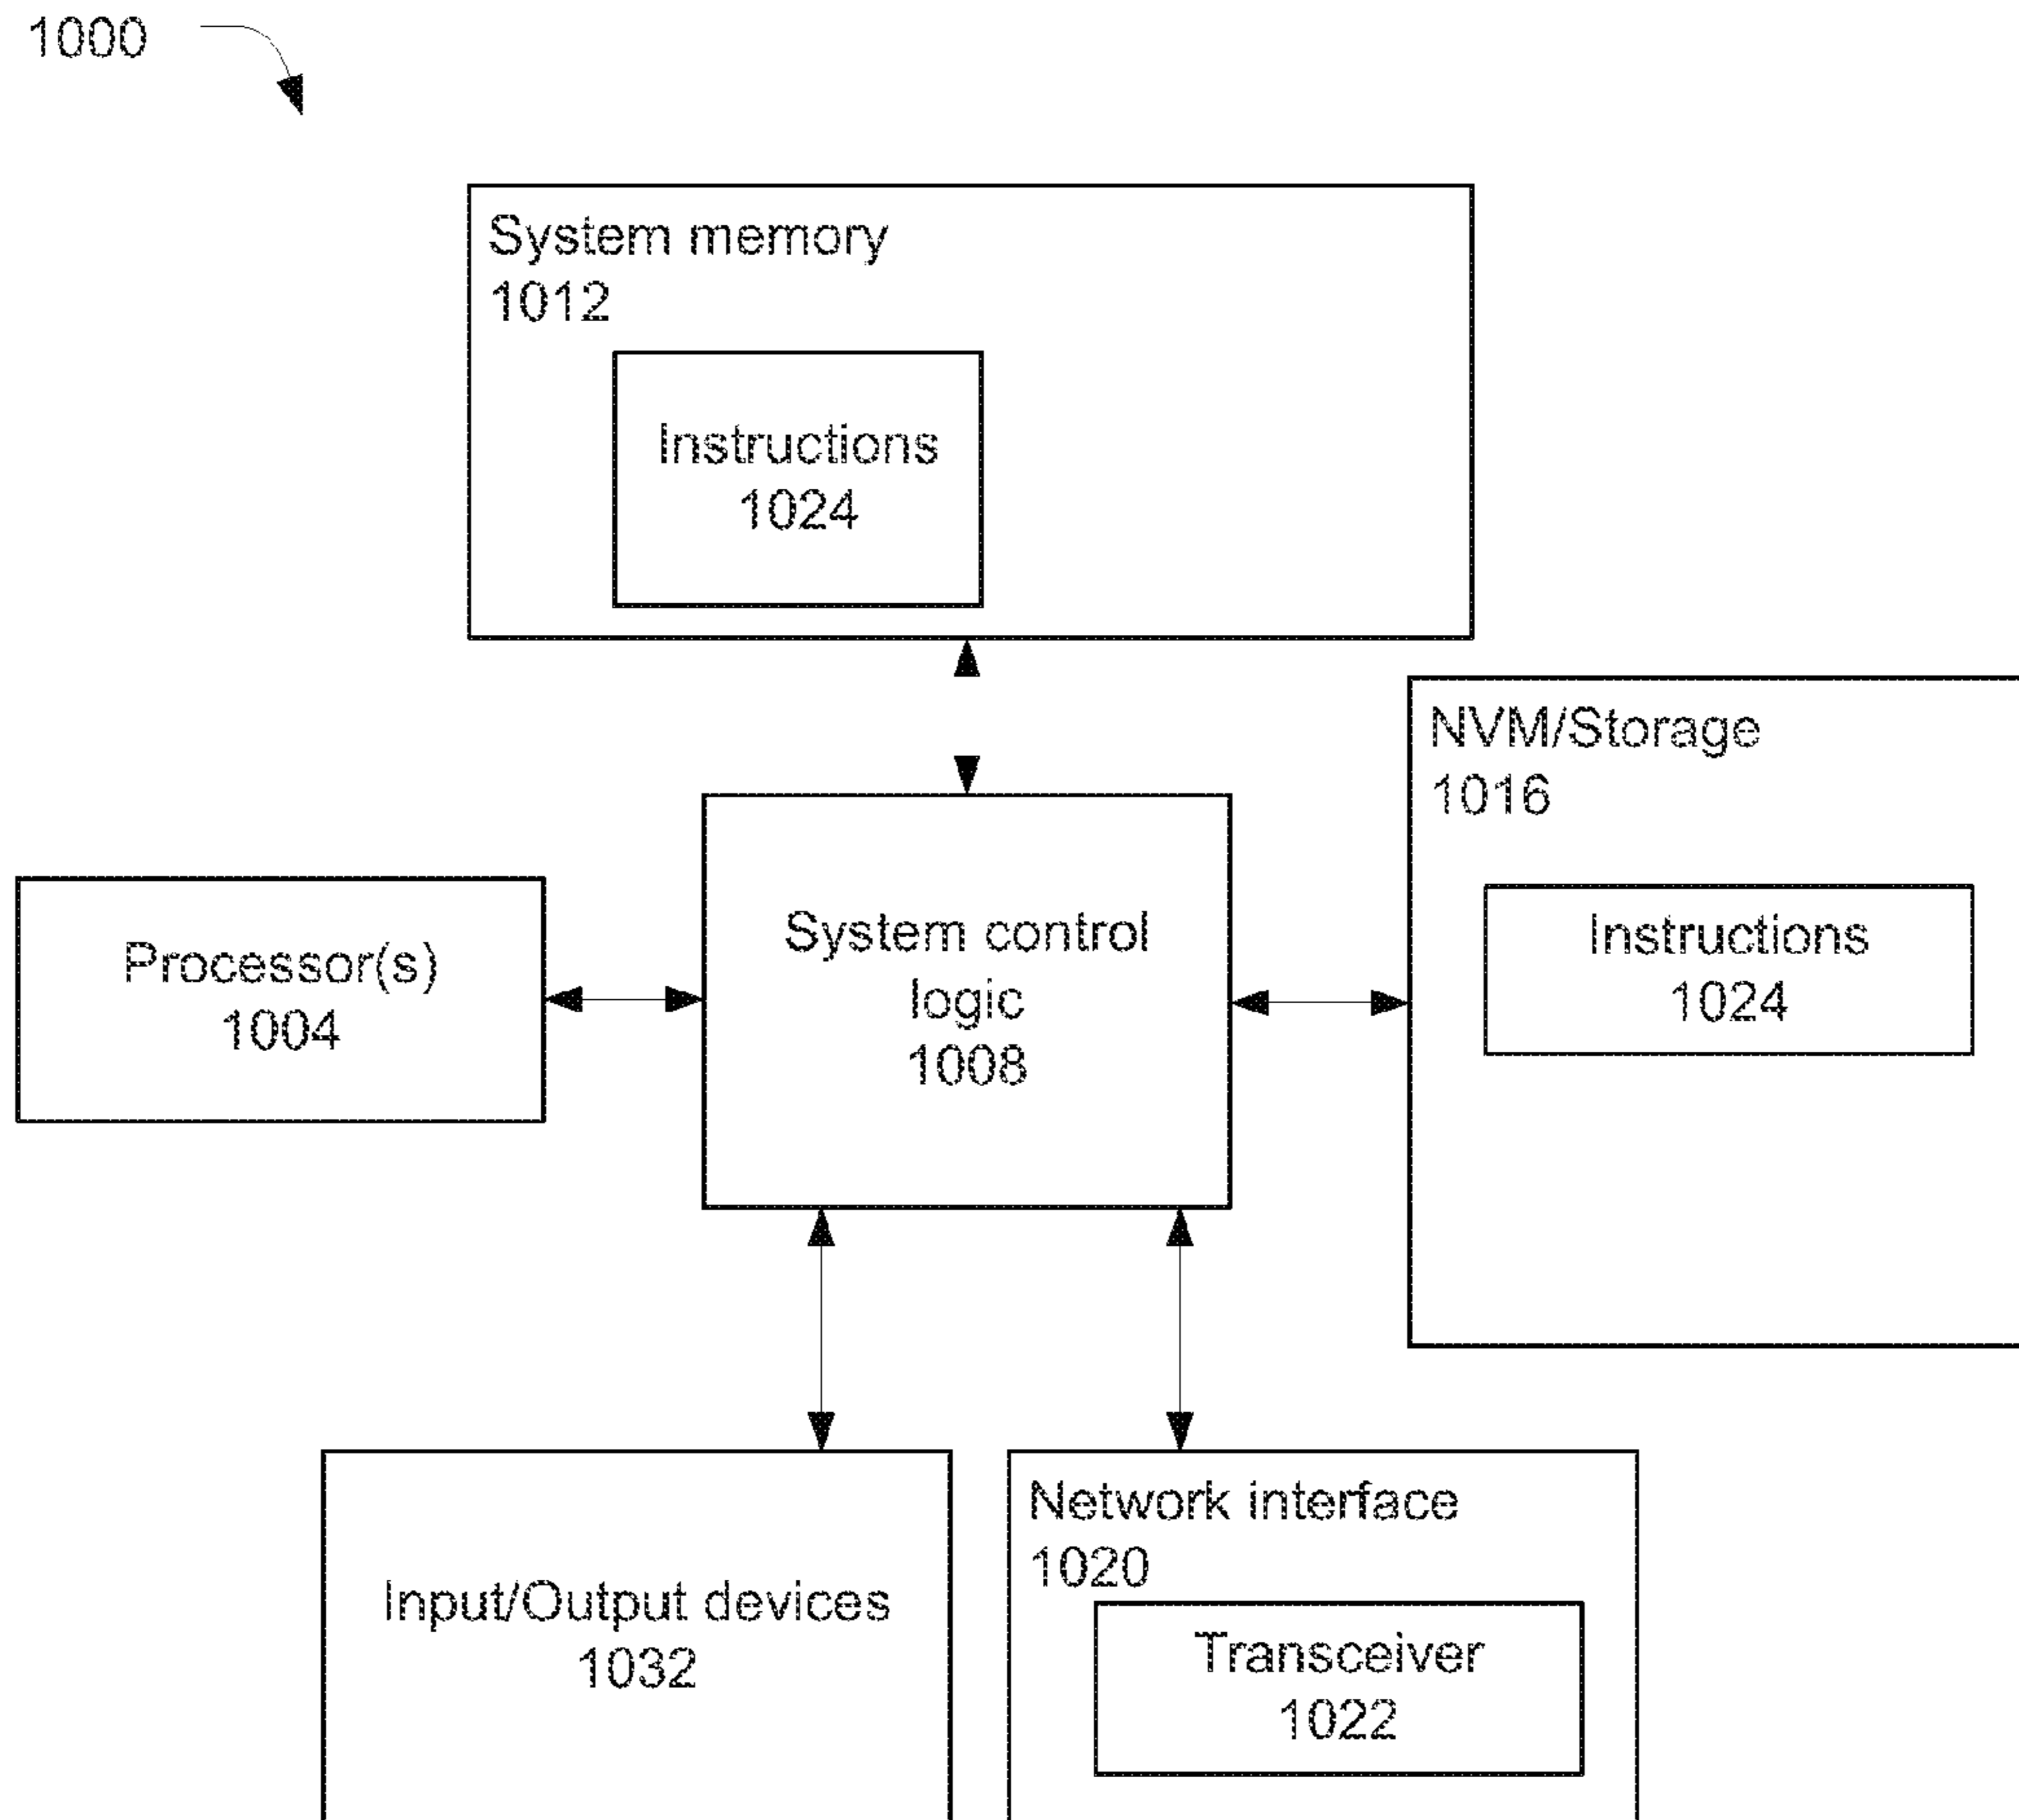 1000
System memory
1012
Instructions
1024
NVM/Storage
1016
Instructions
1024
Processor(s)
1004
System control
logic
1008
Input/Output devices
1032
Network interface
1020
Transceiver
1022